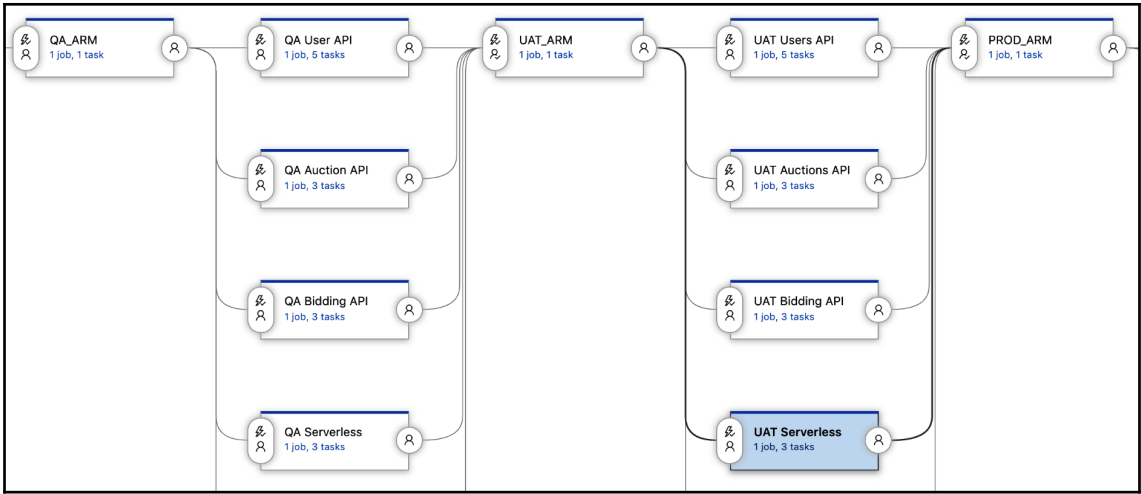 QA_ARM
1 job, 1 task
QA User API
1 job, 5 tasks
UAT_ARM
1 job, 1 task
UAT Users API
1 job, 5 tasks
PROD_ARM
1 job, 1 task
QA Auction API
1 job, 3 tasks
UAT Auctions API
1 job, 3 tasks
QA Bidding API
1 job, 3 tasks
UAT Bidding API
1 job, 3 tasks
QA Serverless
1 job, 3 tasks
UAT Serverless
1 job, 3 tasks